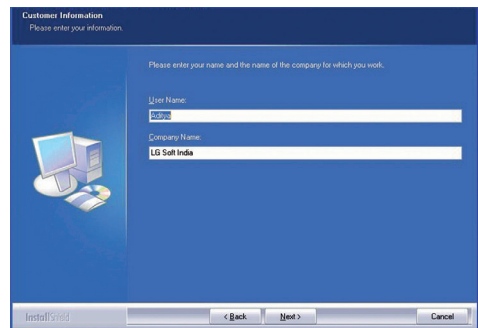 Customer Information
Please enter your information.
Please enter your name and the name of the company for which you work.
User Name:
Aditya
Company Name:
LG Soft India
InstallShield
< Back
Next >
Cancel